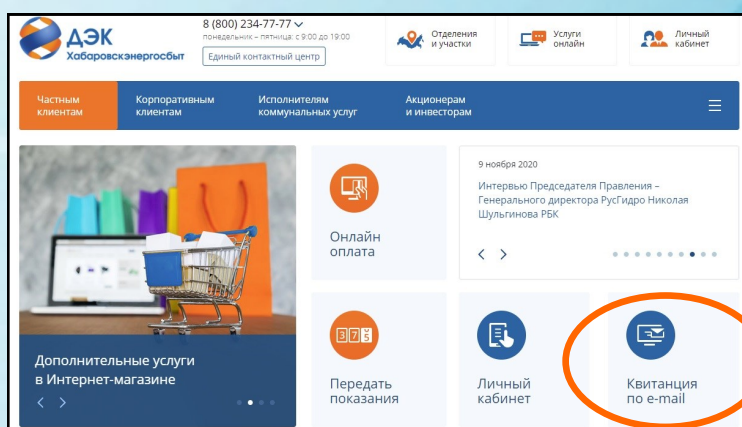 ДЭК
Хабаровскэнергосбыт
8 (800) 234-77-77
понедельник – пятница: с 9:00 до 19:00
Единый контактный центр
Отделения
и участки
Услуги
онлайн
Личный
кабинет
Частным
клиентам
Корпоративным
клиентам
Исполнителям
коммунальных услуг
Акционерам
и инвесторам
Дополнительные услуги
в Интернет-магазине
Онлайн
оплата
9 ноября 2020
Интервью Председателя Правления –
Генерального директора РусГидро Николая
Шульгинова РБК
3 7 5
Передать
показания
Личный
кабинет
Квитанция
по e-mail